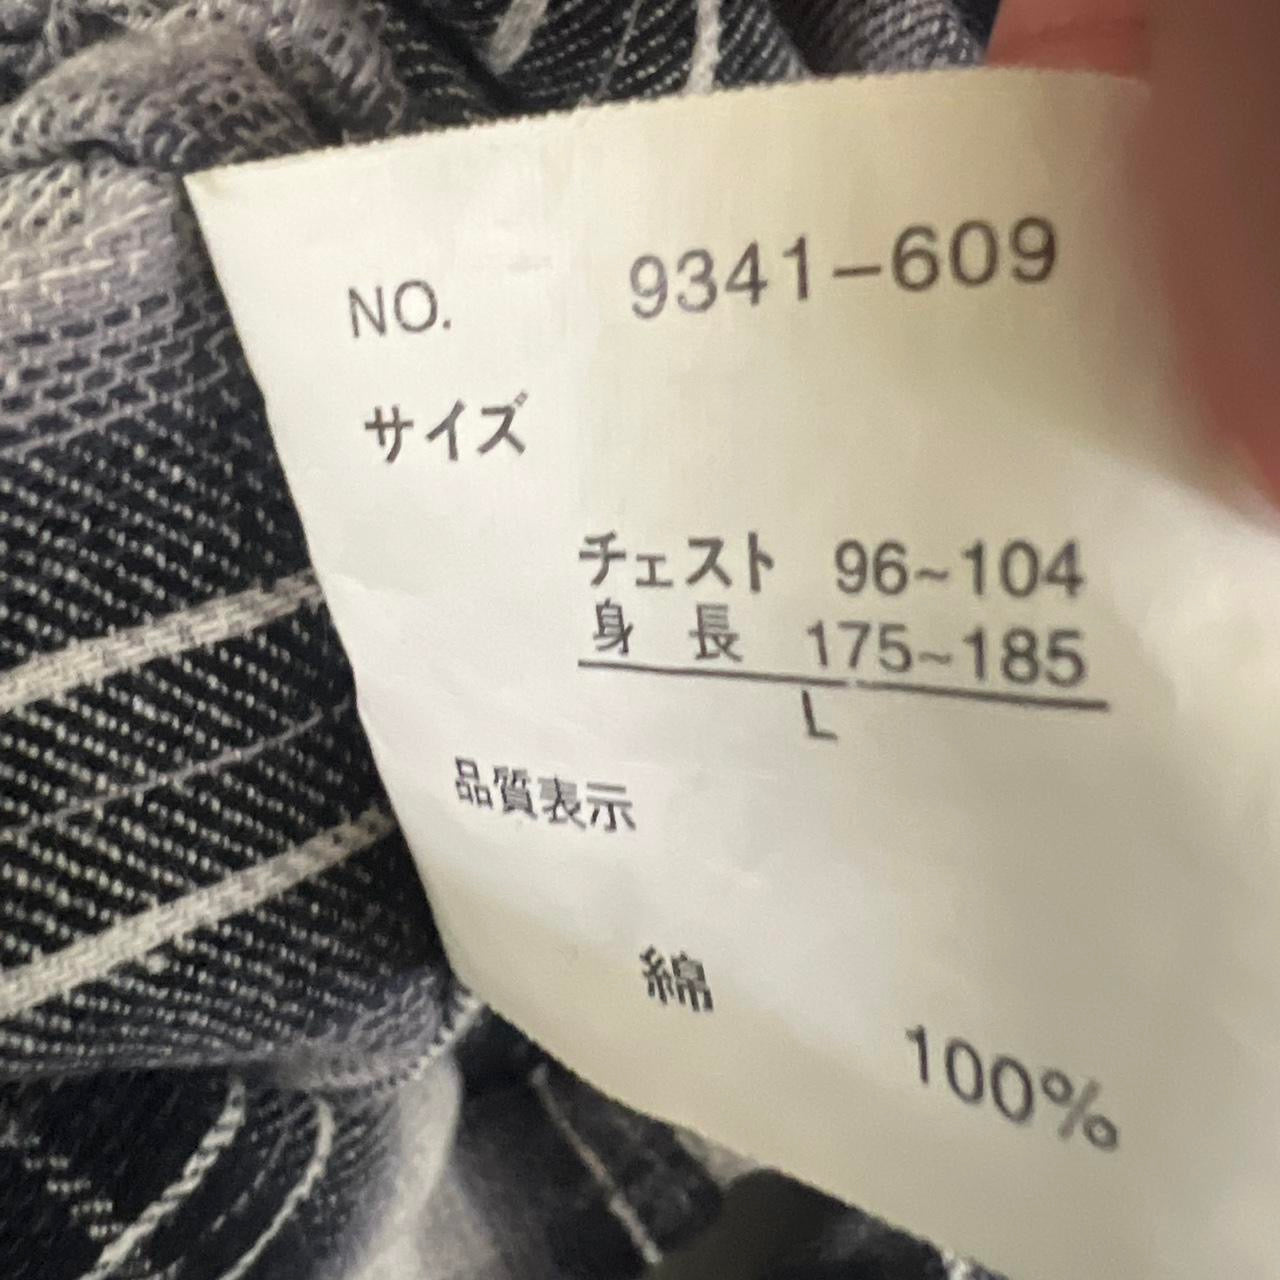 NO. 9341-609
サイズ
チェスト 96~104
身長 175~185
L
品質表示
綿 100%